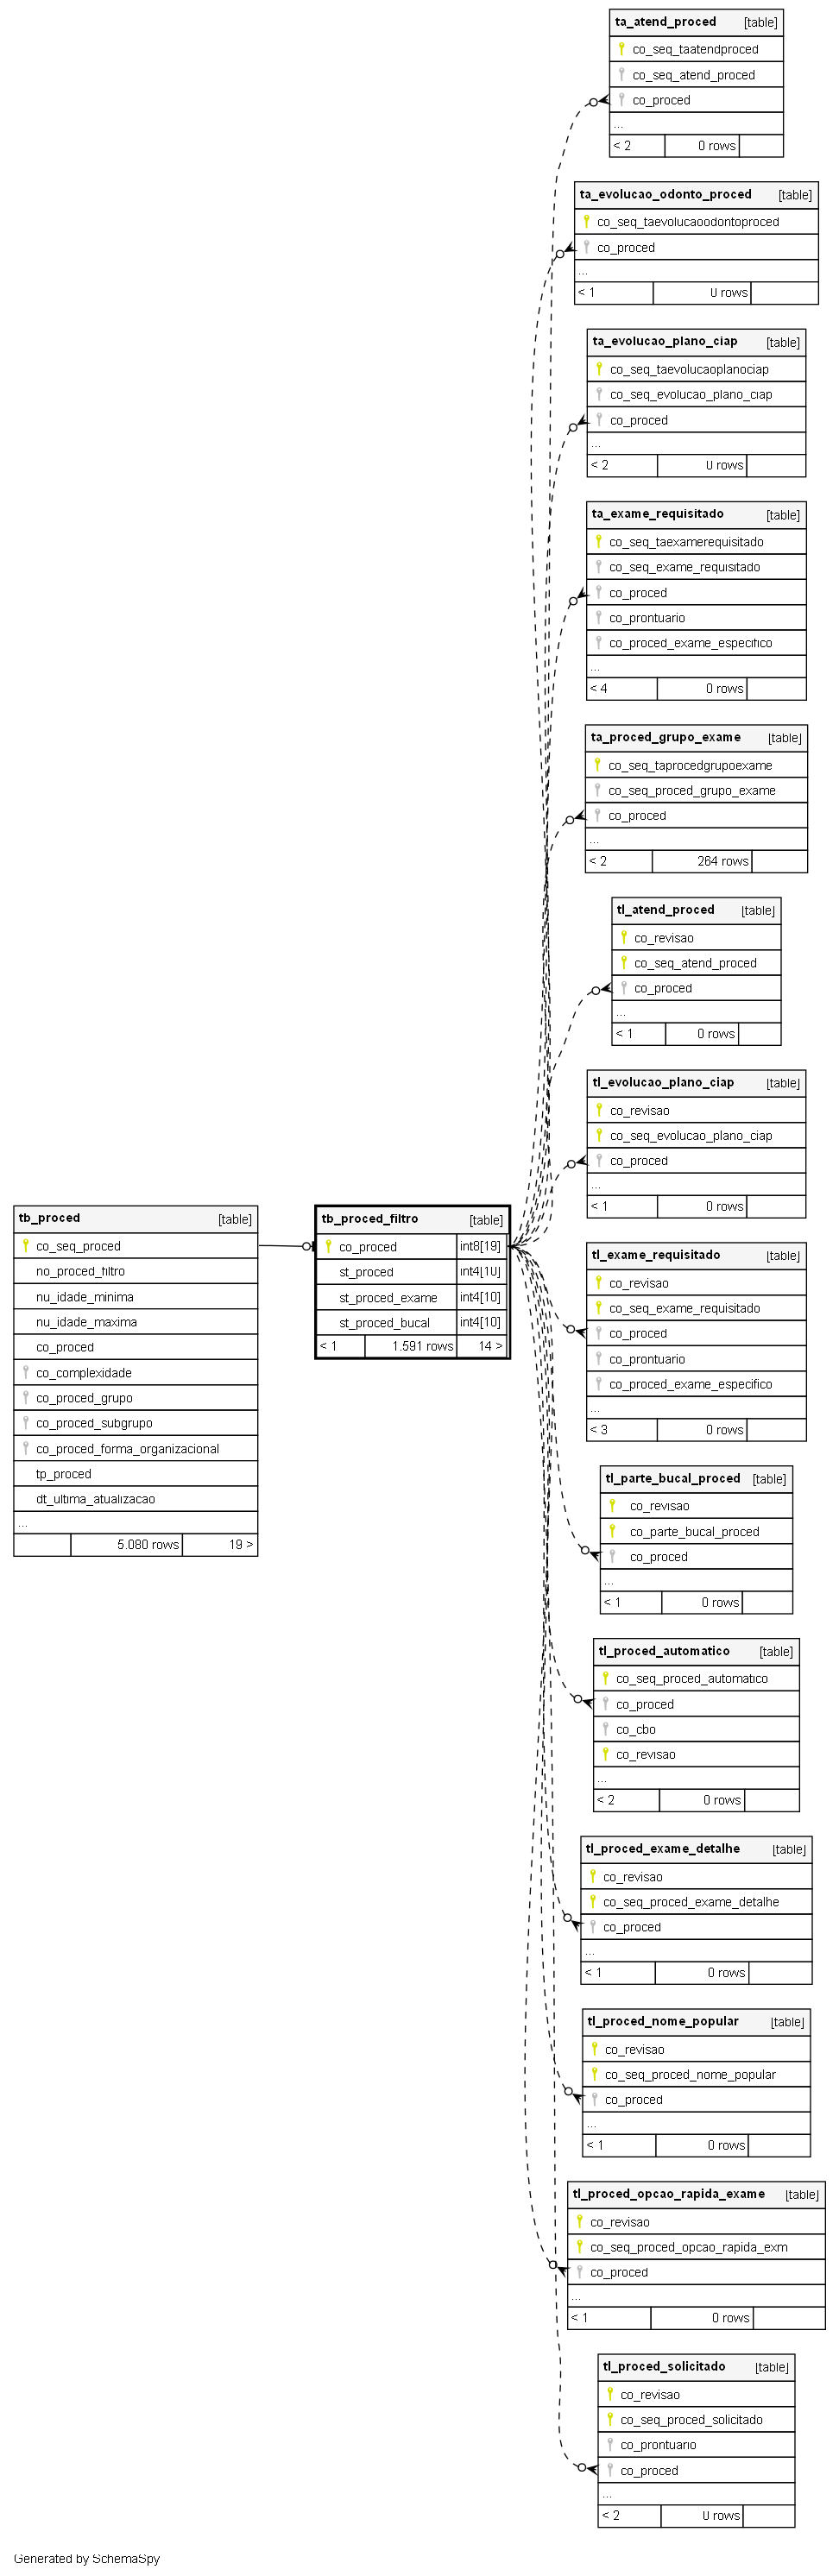 ta_atend_proced [table]
co_seq_taatendproced
co_seq_atend_proced
co_proced
...
< 2 0 rows
ta_evolucao_odonto_proced [table]
co_seq_taevolucaoodontoproced
co_proced
...
< 1 0 rows
ta_evolucao_plano_ciap [table]
co_seq_taevolucaoplanociap
co_seq_evolucao_plano_ciap
co_proced
...
< 2 0 rows
ta_exame_requisitado [table]
co_seq_taexamerequisitado
co_seq_exame_requisitado
co_proced
co_prontuario
co_proced_exame_especifico
...
< 4 0 rows
ta_proced_grupo_exame [table]
co_seq_taprocedgrupoexame
co_seq_proced_grupo_exame
co_proced
...
< 2 264 rows
tl_atend_proced [table]
co_revisao
co_seq_atend_proced
co_proced
...
< 1 0 rows
tl_evolucao_plano_ciap [table]
co_revisao
co_seq_evolucao_plano_ciap
co_proced
...
< 1 0 rows
tb_proced [table]
co_seq_proced
no_proced_filtro
nu_idade_minima
nu_idade_maxima
co_proced
co_complexidade
co_proced_grupo
co_proced_subgrupo
co_proced_forma_organizacional
tp_proced
dt_ultima_atualizacao
...
5.080 rows 19 >
tb_proced_filtro [table]
co_proced int8[19]
st_proced int4[10]
st_proced_exame int4[10]
st_proced_bucal int4[10]
< 1 1.591 rows 14 >
tl_exame_requisitado [table]
co_revisao
co_seq_exame_requisitado
co_proced
co_prontuario
co_proced_exame_especifico
...
< 3 0 rows
tl_parte_bucal_proced [table]
co_revisao
co_parte_bucal_proced
co_proced
...
< 1 0 rows
tl_proced_automatico [table]
co_seq_proced_automatico
co_proced
co_cbo
co_revisao
...
< 2 0 rows
tl_proced_exame_detalhe [table]
co_revisao
co_seq_proced_exame_detalhe
co_proced
...
< 1 0 rows
tl_proced_nome_popular [table]
co_revisao
co_seq_proced_nome_popular
co_proced
...
< 1 0 rows
tl_proced_opcao_rapida_exame [table]
co_revisao
co_seq_proced_opcao_rapida_exm
co_proced
...
< 1 0 rows
tl_proced_solicitado [table]
co_revisao
co_seq_proced_solicitado
co_prontuario
co_proced
...
< 2 0 rows
Generated by SchemaSpy